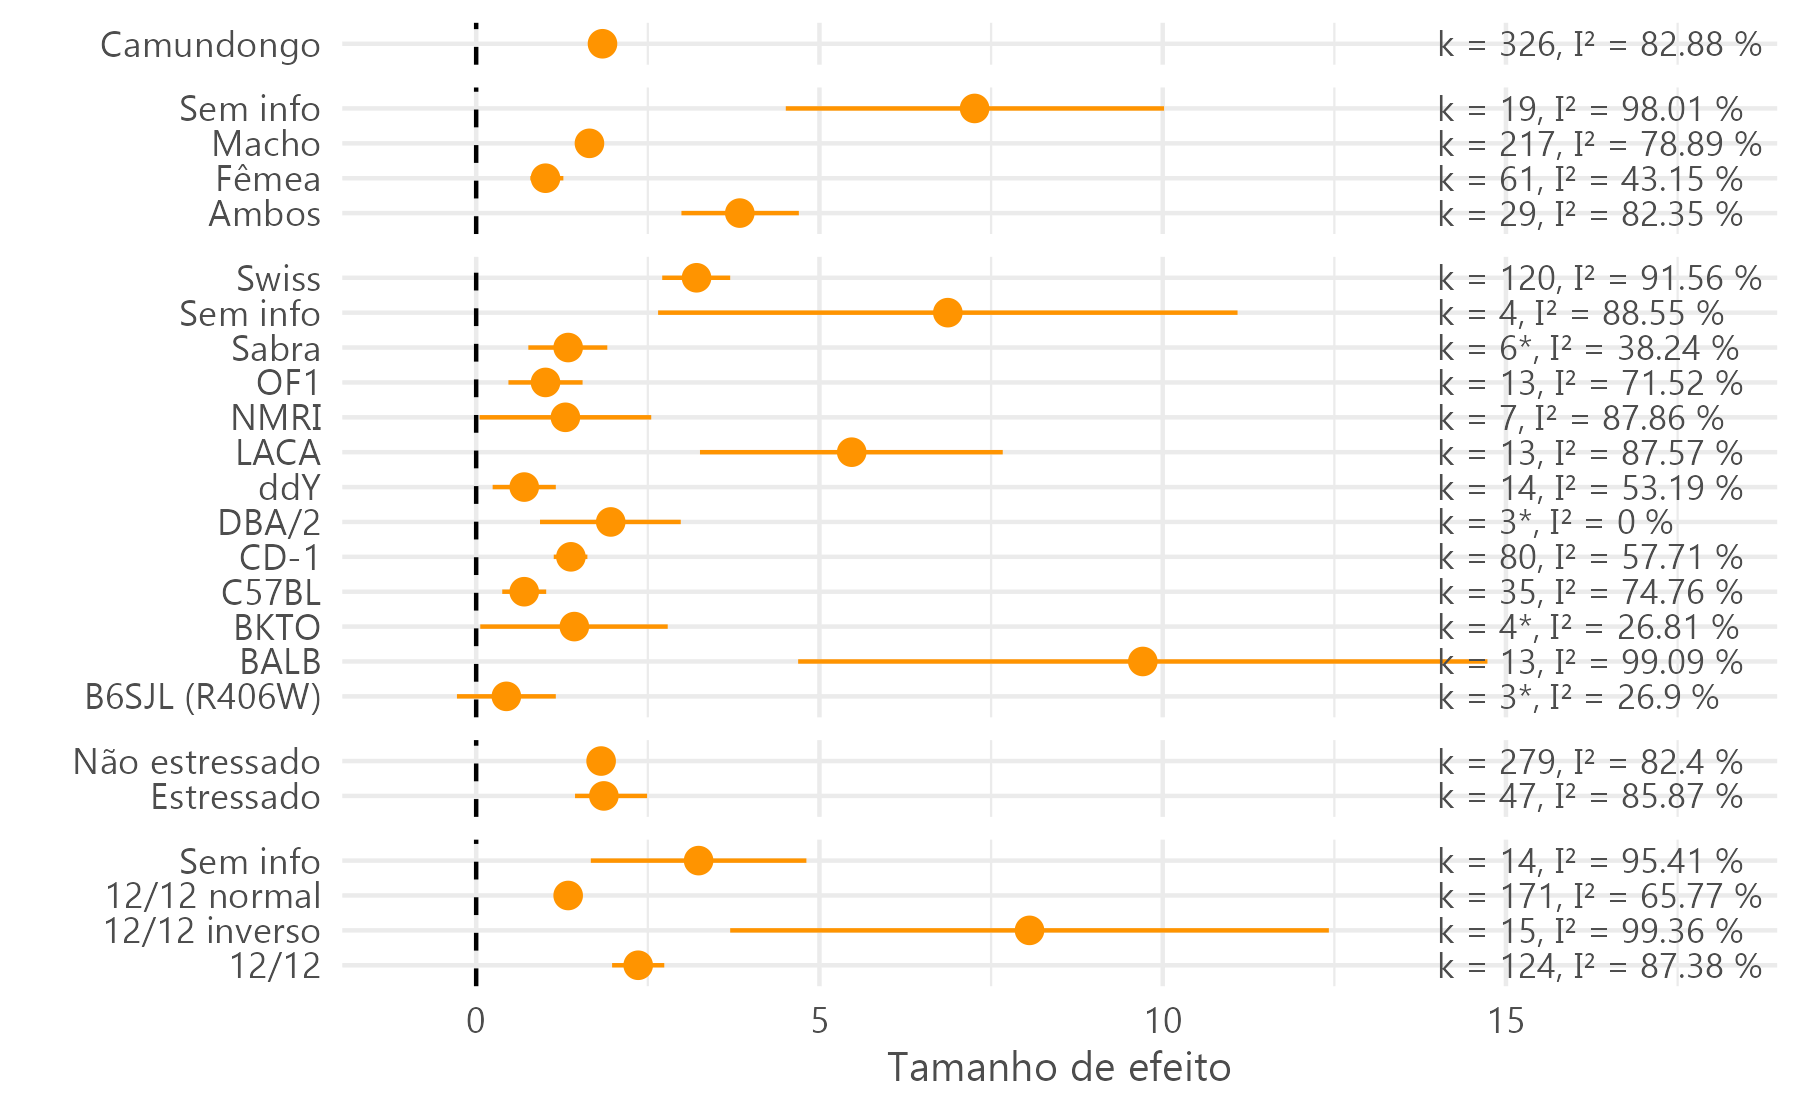 Camundongo k = 326, I² = 82.88 %
Sem info k = 19, I² = 98.01 %
Macho k = 217, I² = 78.89 %
Fêmea k = 61, I² = 43.15 %
Ambos k = 29, I² = 82.35 %
Swiss k = 120, I² = 91.56 %
Sem info k = 4, I² = 88.55 %
Sabra k = 6*, I² = 38.24 %
OF1 k = 13, I² = 71.52 %
NMRI k = 7, I² = 87.86 %
LACA k = 13, I² = 87.57 %
ddY k = 14, I² = 53.19 %
DBA/2 k = 3*, I² = 0 %
CD-1 k = 80, I² = 57.71 %
C57BL k = 35, I² = 74.76 %
BKTO k = 4*, I² = 26.81 %
BALB k = 13, I² = 99.09 %
B6SJL (R406W) k = 3*, I² = 26.9 %
Não estressado k = 279, I² = 82.4 %
Estressado k = 47, I² = 85.87 %
Sem info k = 14, I² = 95.41 %
12/12 normal k = 171, I² = 65.77 %
12/12 inverso k = 15, I² = 99.36 %
12/12 k = 124, I² = 87.38 %
0 5 10 15
Tamanho de efeito